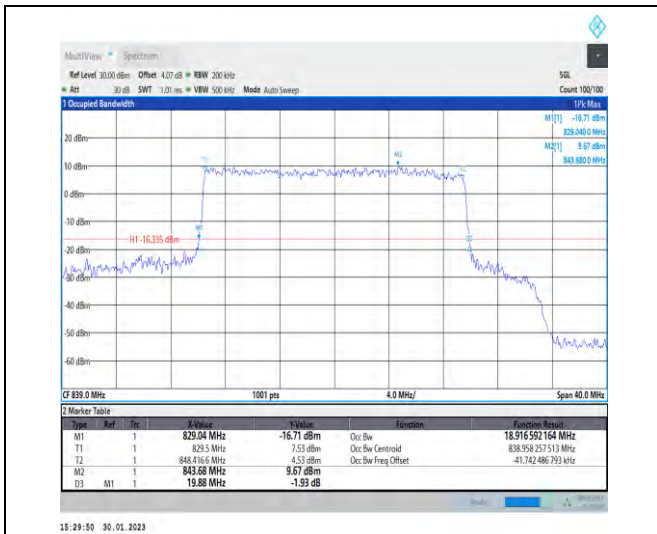 MultiView Spectrum
Ref Level 30.00 dBm Offset 4.07 dB RBW 200 kHz SGL
Att 30 dB SWT 1.01 ms VBW 500 kHz Mode Auto Sweep Count 100/100
1 Occupied Bandwidth 1Pk Max
M1[1] -16.71 dBm
829.040 0 MHz
20 dBm
M2[1] 9.67 dBm
843.680 0 MHz
M2
10 dBm
0 dBm
-10 dBm
M1
H1 -16.335 dBm
-20 dBm
-30 dBm
-40 dBm
-50 dBm
-60 dBm
CF 839.0 MHz 1001 pts 4.0 MHz/ Span 40.0 MHz
2 Marker Table
Type Ref Trc X-Value Y-Value Function Function Result
M1 1 829.04 MHz -16.71 dBm Occ Bw 18.916 592 164 MHz
T1 1 829.5 MHz 7.53 dBm Occ Bw Centroid 838.958 257 513 MHz
T2 1 848.416 6 MHz 4.53 dBm Occ Bw Freq Offset -41.742 486 793 kHz
M2 1 843.68 MHz 9.67 dBm
D3 M1 1 19.88 MHz -1.93 dB
15:29:50 30.01.2023